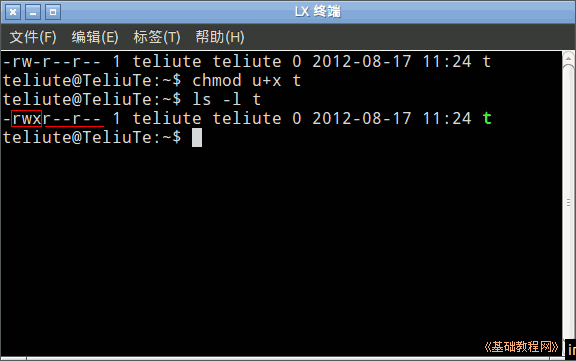 LX 终端
文件(F) 编辑(E) 标签(T) 帮助(H)
-rw-r--r-- 1 teliute teliute 0 2012-08-17 11:24 t
teliute@TeliuTe:~$ chmod u+x t
teliute@TeliuTe:~$ ls -l t
-rwxr--r-- 1 teliute teliute 0 2012-08-17 11:24 t
teliute@TeliuTe:~$
《基础教程网》